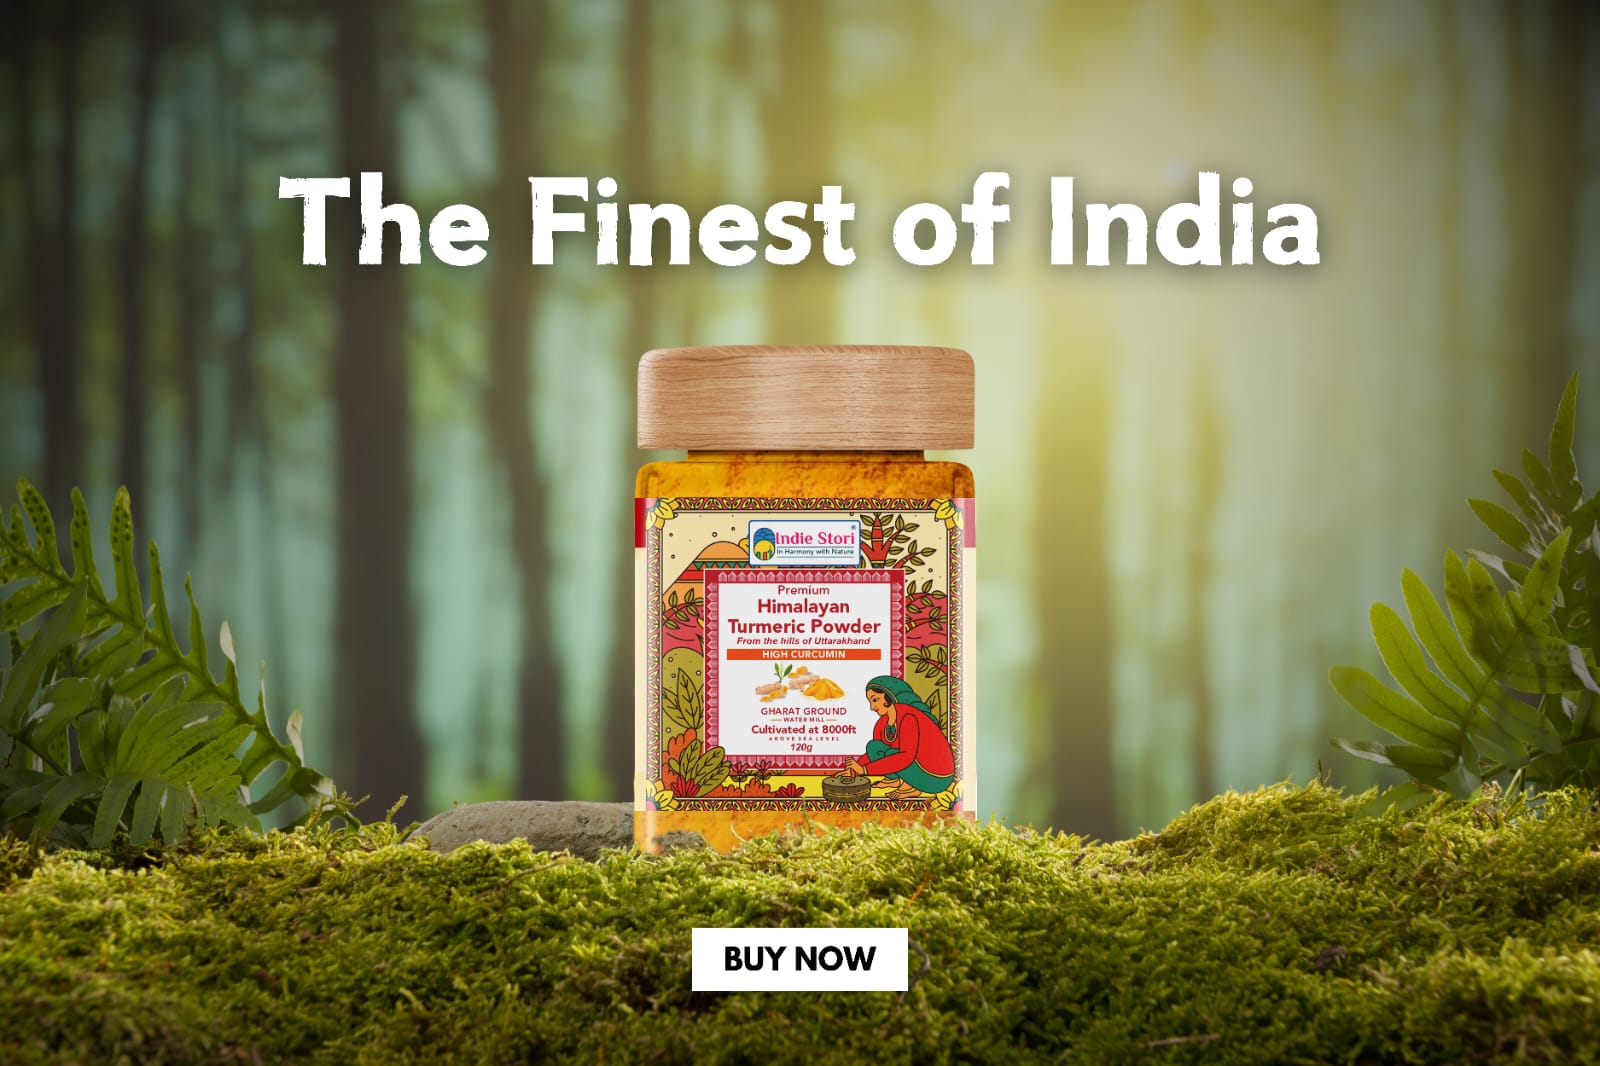 The Finest of India
Indie Stori®
In Harmony with Nature
Premium
Himalayan
Turmeric Powder
From the hills of Uttarakhand
HIGH CURCUMIN
GHARAT GROUND
WATER MILL
Cultivated at 8000ft
ABOVE SEA LEVEL
120g
BUY NOW